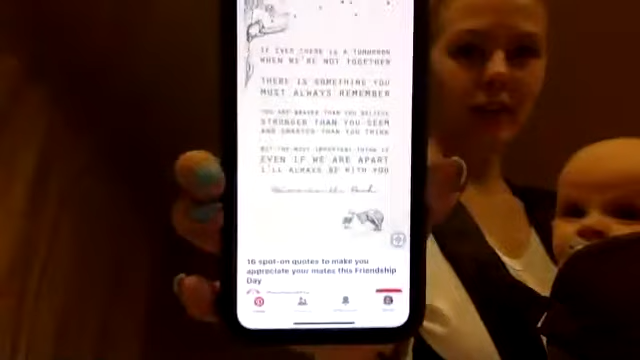 IF EVER THERE IS A TOMORROW
WHEN WE'RE NOT TOGETHER
THERE IS SOMETHING YOU
MUST ALWAYS REMEMBER
YOU ARE BRAVER THAN YOU BELIEVE
STRONGER THAN YOU SEEM
AND SMARTER THAN YOU THINK
BUT THE MOST IMPORTANT THING IS
EVEN IF WE ARE APART
I'LL ALWAYS BE WITH YOU
16 spot-on quotes to make you
appreciate your mates this Friendship
Day